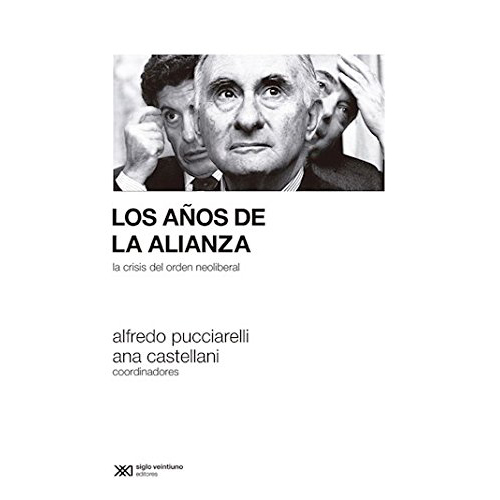 LOS AÑOS DE
LA ALIANZA
la crisis del orden neoliberal
alfredo pucciarelli
ana castellani
coordinadores
siglo veintiuno
editores